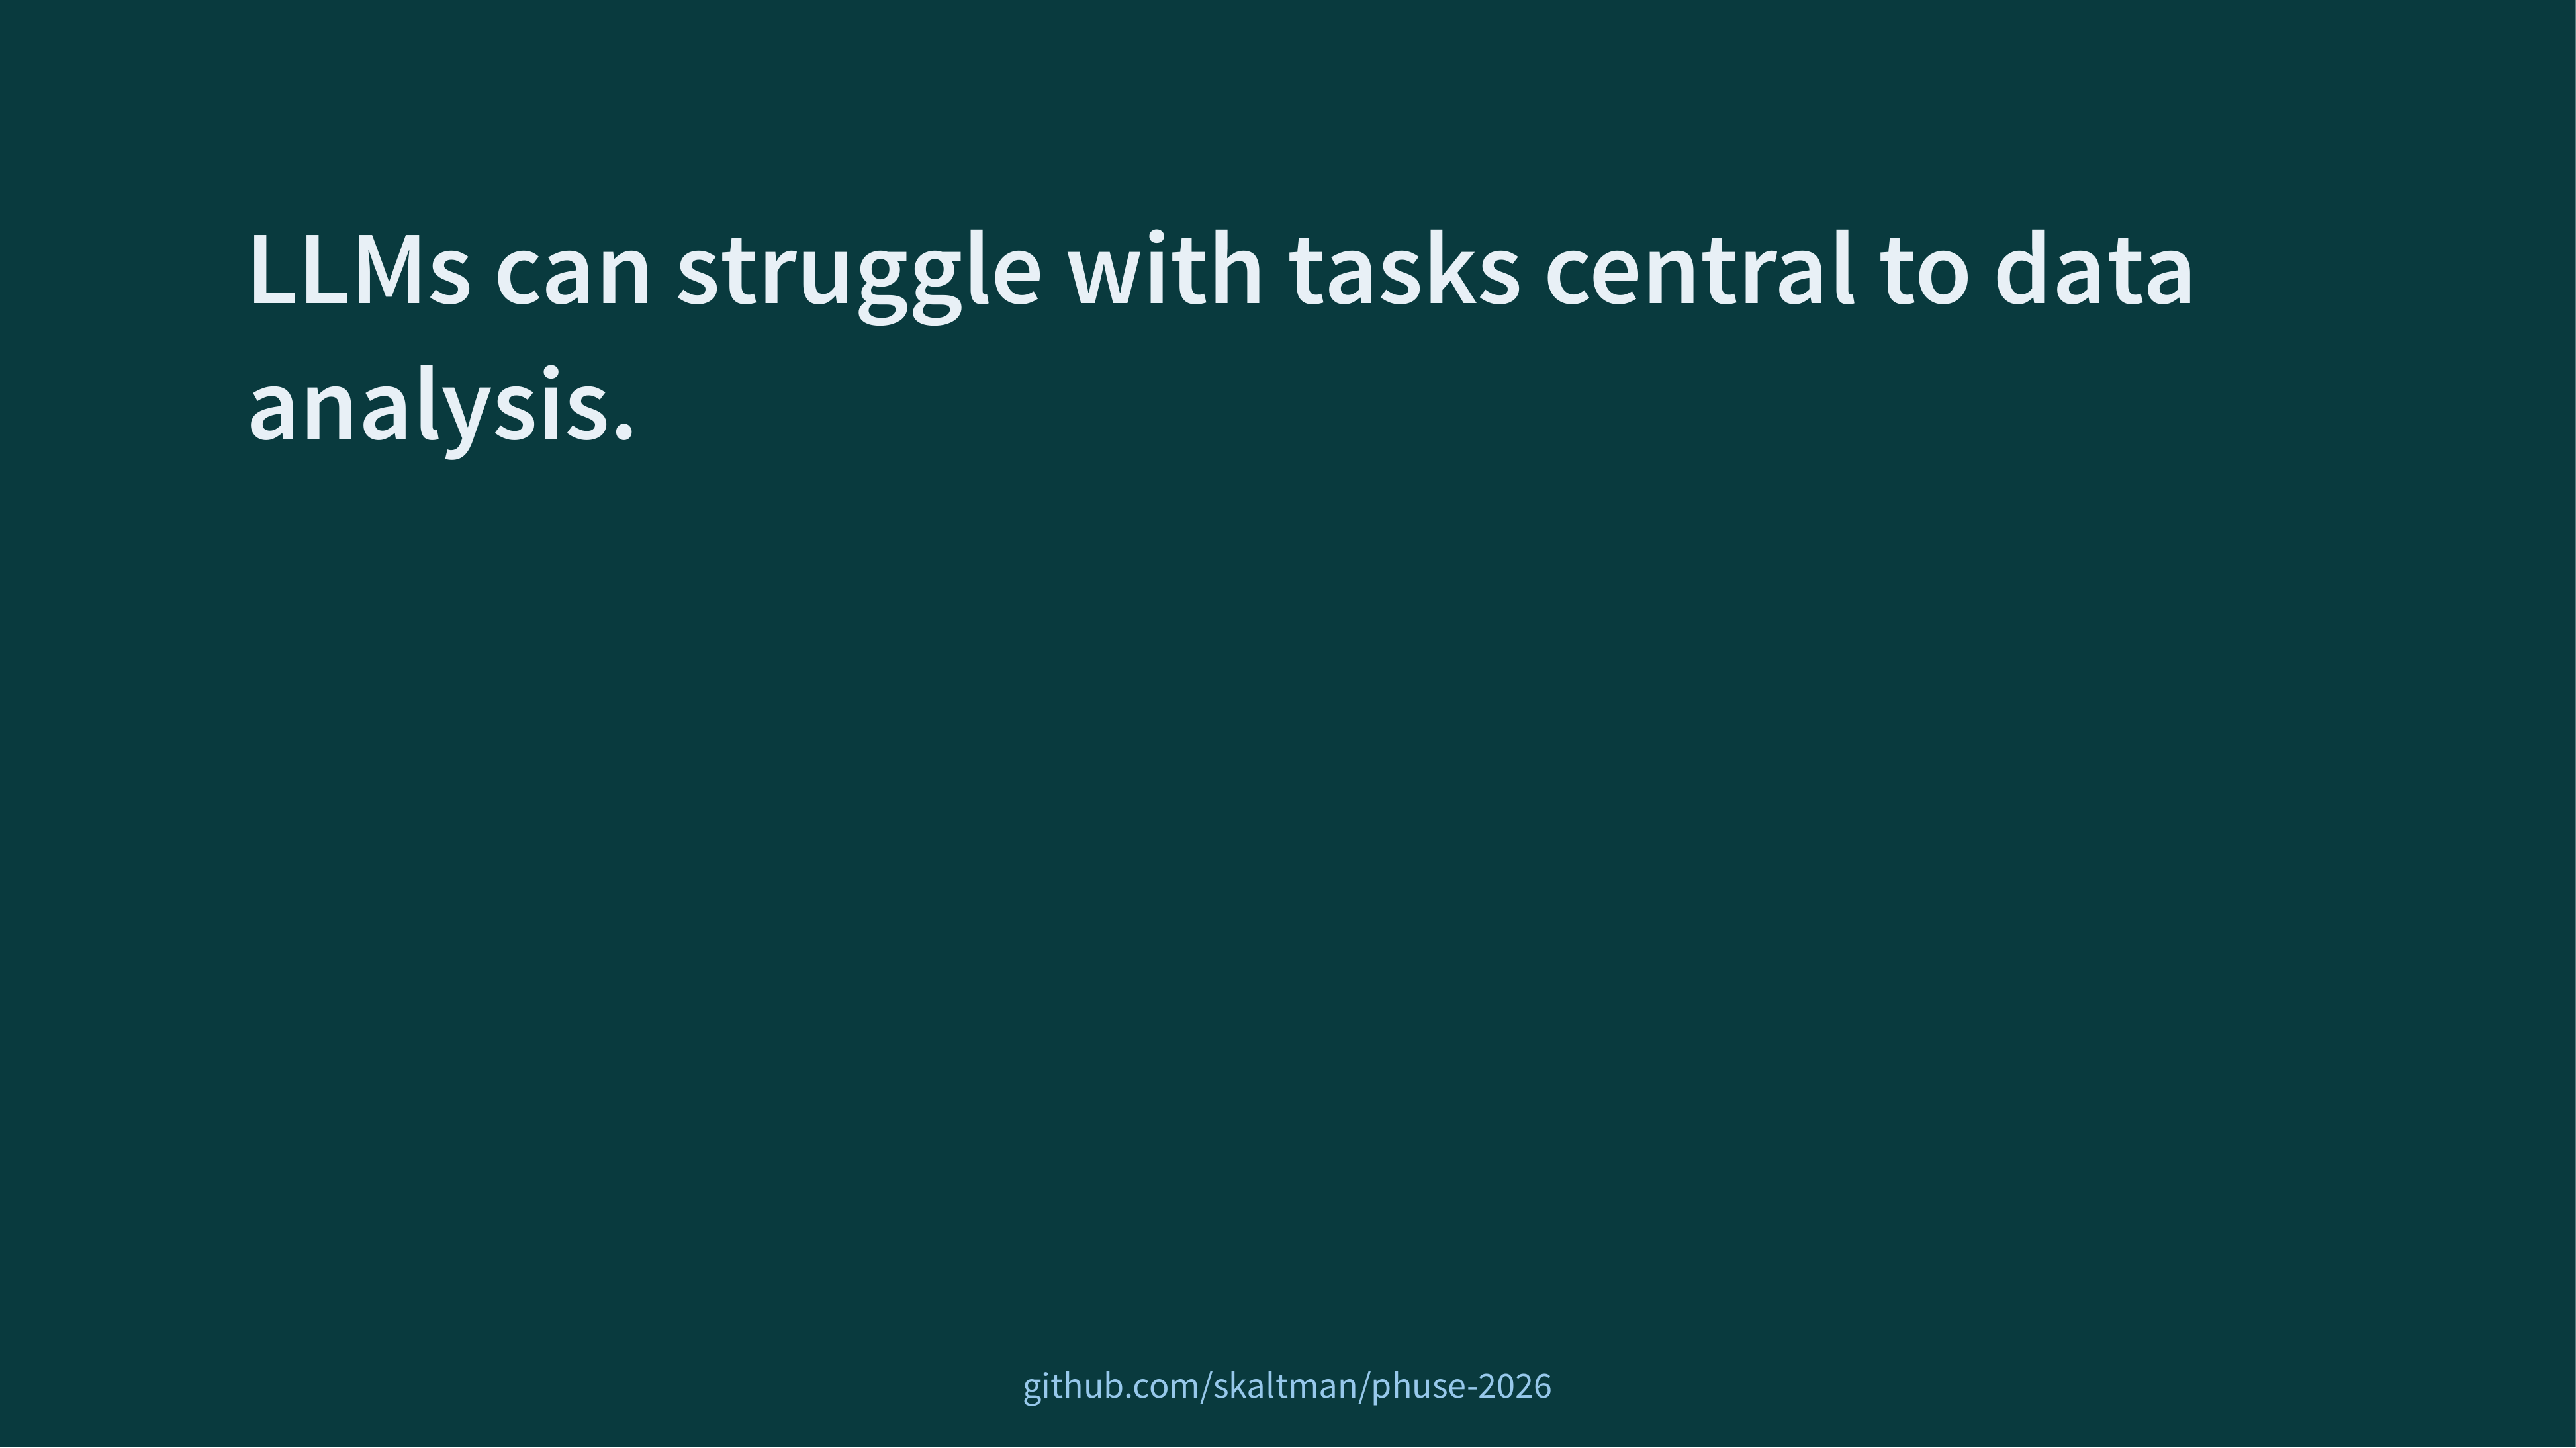 LLMs can struggle with tasks central to data
analysis.
github.com/skaltman/phuse-2026